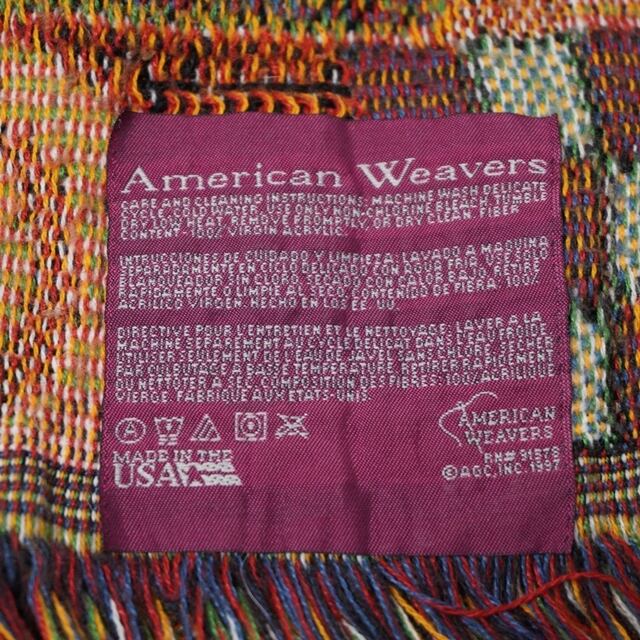 American Weavers
CARE AND CLEANING INSTRUCTIONS: MACHINE WASH DELICATE
CYCLE. COLD WATER. USE ONLY NON-CHLORINE BLEACH. TUMBLE
DRY LOW. REMOVE OR DRY CLEAN FIBER
CONTENT: 100% VIRGIN ACRYLIC
INTRUCCIONES DE CUIDADO Y LIMPIEZA: LAVADO A MAQUINA
SEPARADAMENTE EN CICLO DELICADO CON AGUA FRIA. USE SOLO
BLANQUEADOR SIN CLORO. SECADO CON CALOR BAJO. RETIRE
RAPIDAMENTE O LIMPIE AL SECO CONTENIDO DE FIBRA: 100%
ACRILIZO VIRGEN. HECHO EN LOS EE UU
DIRECTIVE POUR L'ENTRETIEN ET LE NETTOYAGE: LAVER A LA
MACHINE SEPAREMENT AU CYCLE DELICAT DANS L'EAU FROIDE
UTILISER SEULEMENT DE L'EAU DE JAVEL SANS CHLORE. SECHER
PAR CULBUTAGE A BASSE TEMPERATURE. RETIRER RAPIDEMENT
OU NETTOYER A SEC. COMPOSITION DES FIBRES: 100% ACRILIQUE
VIERGE. FABRIQUE AUX ETATS-UNIS.
A
AMERICAN
WEAVERS
MADE IN THE
USA
RN# 91578
©AGC, INC. 1997